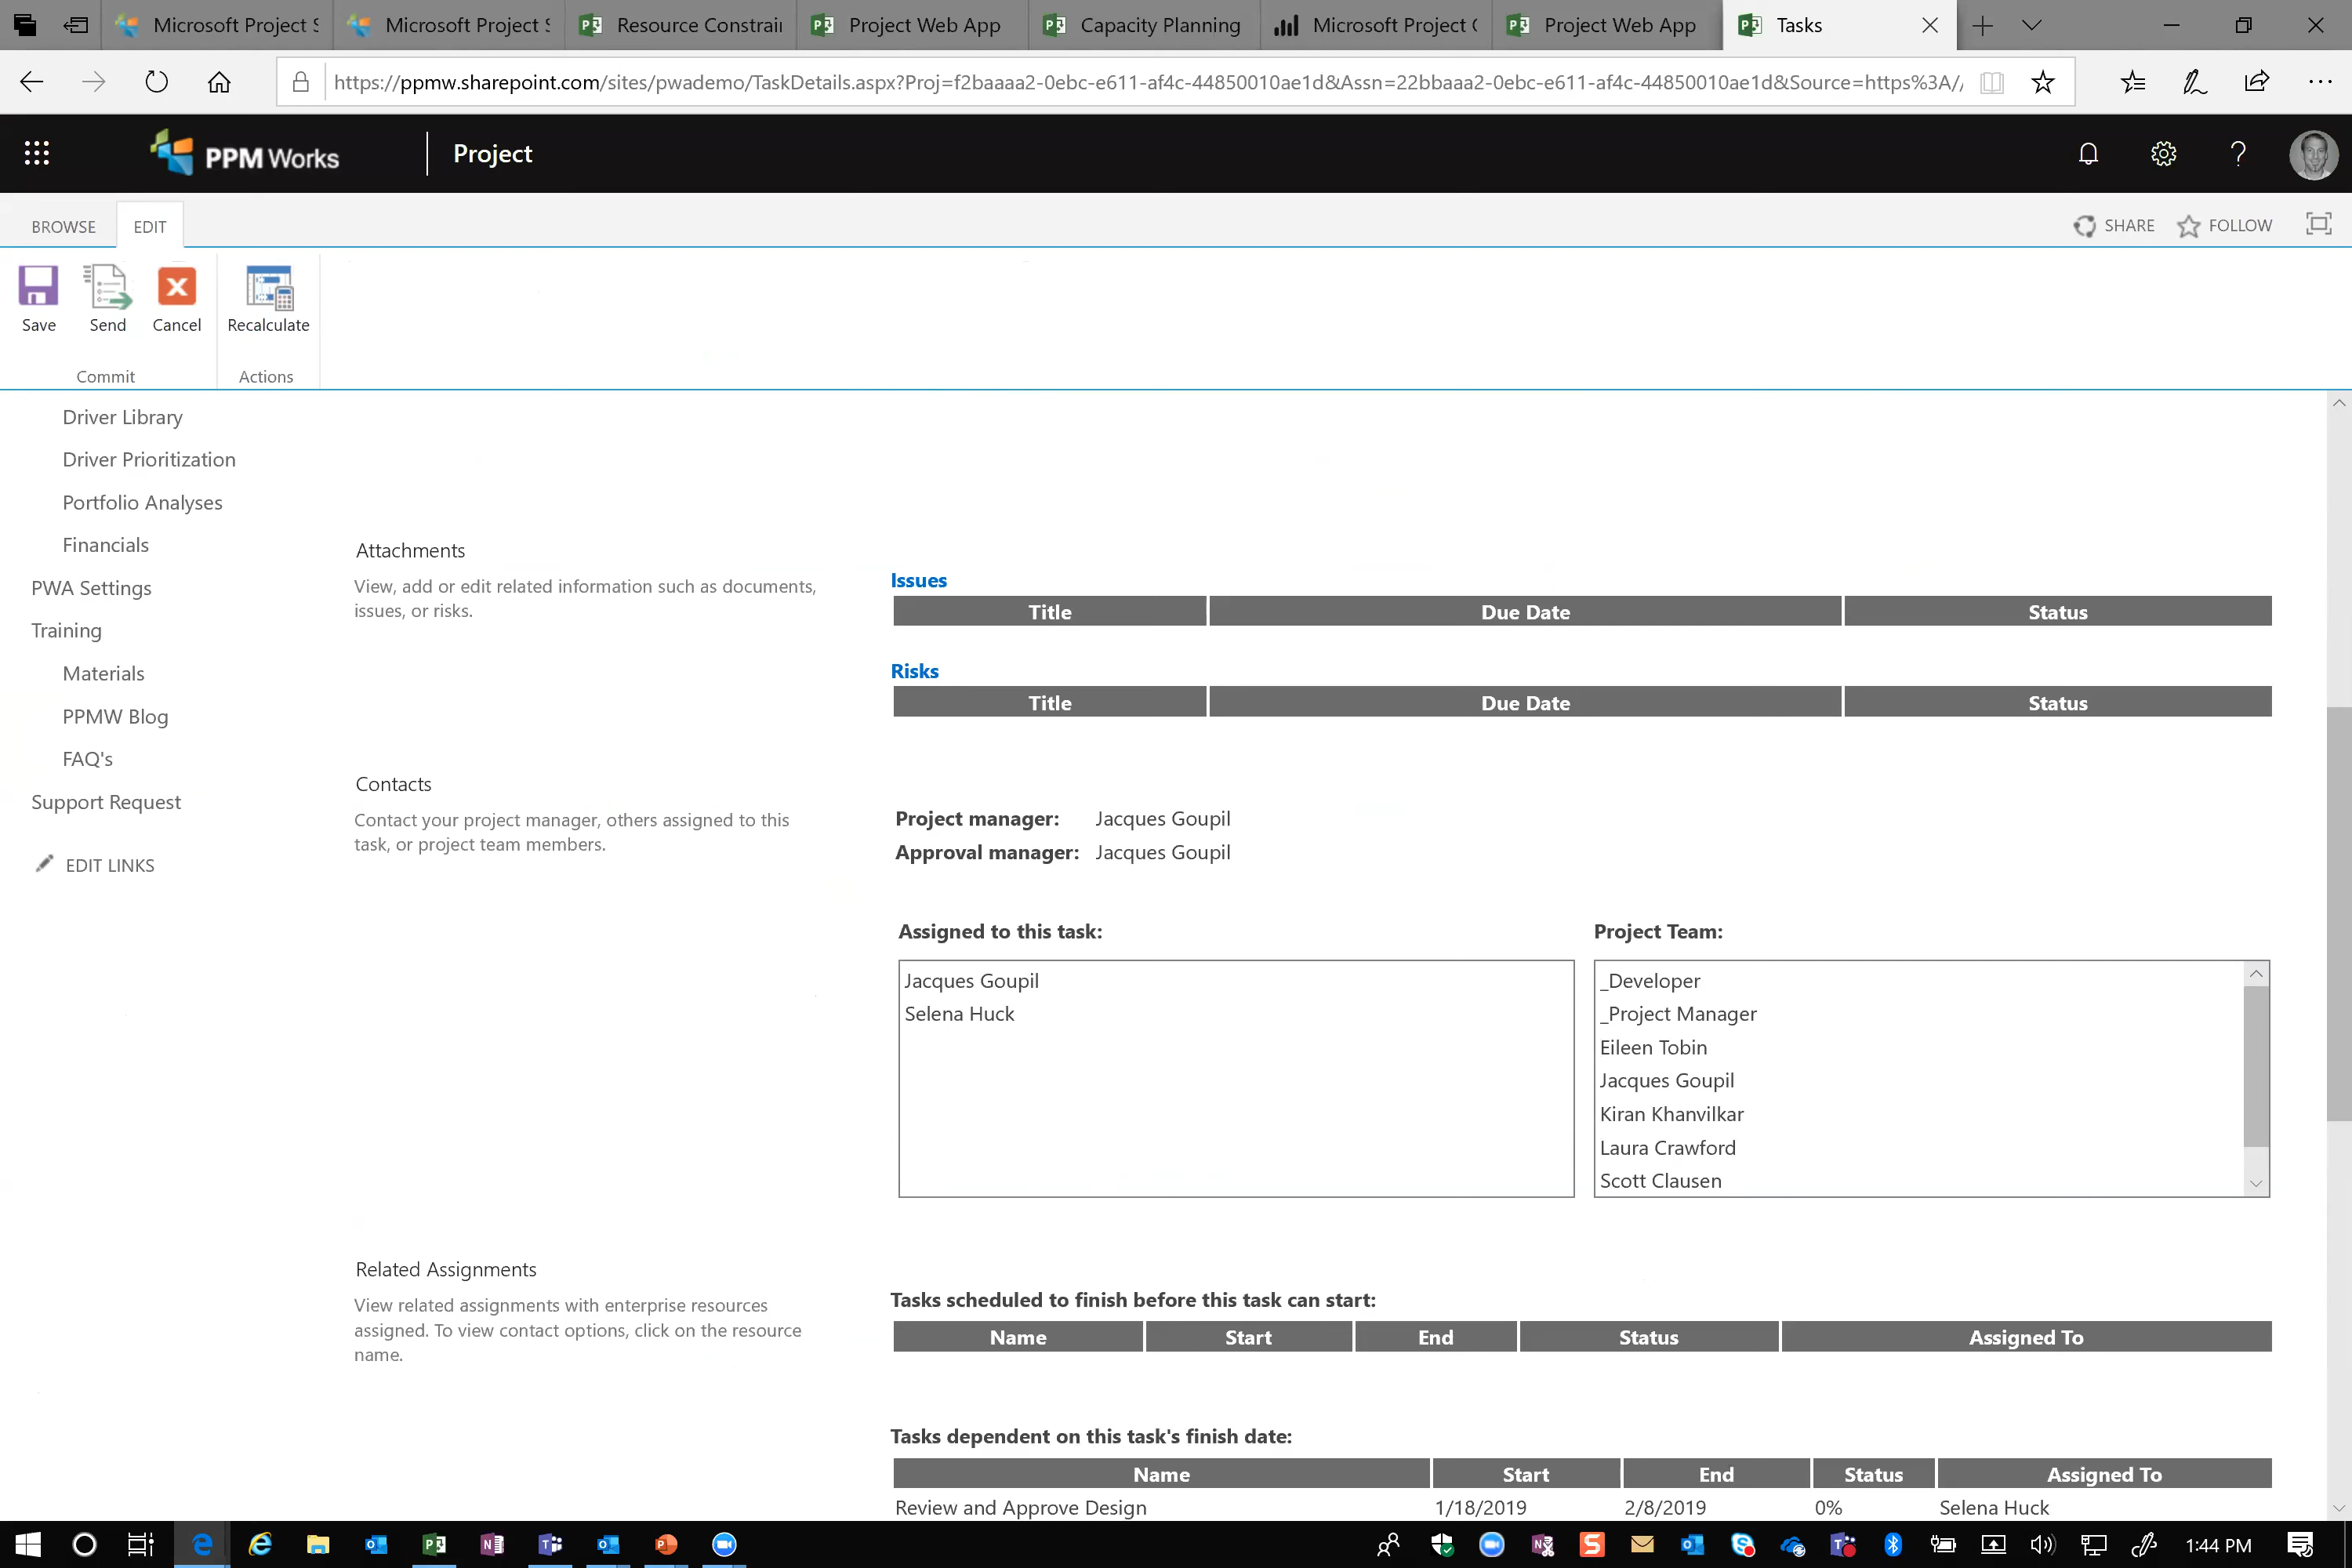 Microsoft Project S
Microsoft Project S
Resource Constrain
Project Web App
Capacity Planning
Microsoft Project
Project Web App
Tasks
https://ppmw.sharepoint.com/sites/pwademo/TaskDetails.aspx?Proj=f2baaaa2-0ebc-e611-af4c-44850010ae1d&Assn=22bbaaa2-0ebc-e611-af4c-44850010ae1d&Source=https%3A//
PPM Works
Project
BROWSE
EDIT
SHARE
FOLLOW
Save
Send
Cancel
Recalculate
Commit
Actions
Driver Library
Driver Prioritization
Portfolio Analyses
Financials
PWA Settings
Training
Materials
PPMW Blog
FAQ's
Support Request
EDIT LINKS
Attachments
View, add or edit related information such as documents,
issues, or risks.
Issues
Title Due Date Status
Risks
Title Due Date Status
Contacts
Contact your project manager, others assigned to this
task, or project team members.
Project manager: Jacques Goupil
Approval manager: Jacques Goupil
Assigned to this task:
Jacques Goupil
Selena Huck
Project Team:
_Developer
_Project Manager
Eileen Tobin
Jacques Goupil
Kiran Khanvilkar
Laura Crawford
Scott Clausen
Related Assignments
View related assignments with enterprise resources
assigned. To view contact options, click on the resource
name.
Tasks scheduled to finish before this task can start:
Name Start End Status Assigned To
Tasks dependent on this task's finish date:
Name Start End Status Assigned To
Review and Approve Design 1/18/2019 2/8/2019 0% Selena Huck
1:44 PM